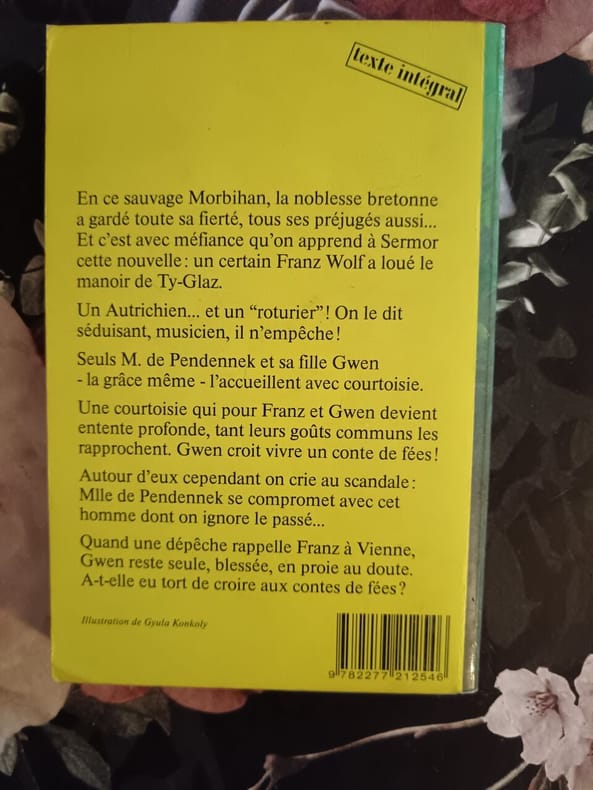 texte intégral
En ce sauvage Morbihan, la noblesse bretonne
a gardé toute sa fierté, tous ses préjugés aussi...
Et c'est avec méfiance qu'on apprend à Sermor
cette nouvelle : un certain Franz Wolf a loué le
manoir de Ty-Glaz.
Un Autrichien... et un "roturier" ! On le dit
séduisant, musicien, il n'empêche !
Seuls M. de Pendennek et sa fille Gwen
- la grâce même - l'accueillent avec courtoisie.
Une courtoisie qui pour Franz et Gwen devient
entente profonde, tant leurs goûts communs les
rapprochent. Gwen croit vivre un conte de fées !
Autour d'eux cependant on crie au scandale :
Mlle de Pendennek se compromet avec cet
homme dont on ignore le passé...
Quand une dépêche rappelle Franz à Vienne,
Gwen reste seule, blessée, en proie au doute.
A-t-elle eu tort de croire aux contes de fées ?
Illustration de Gyula Konkoly
9 782277 212546